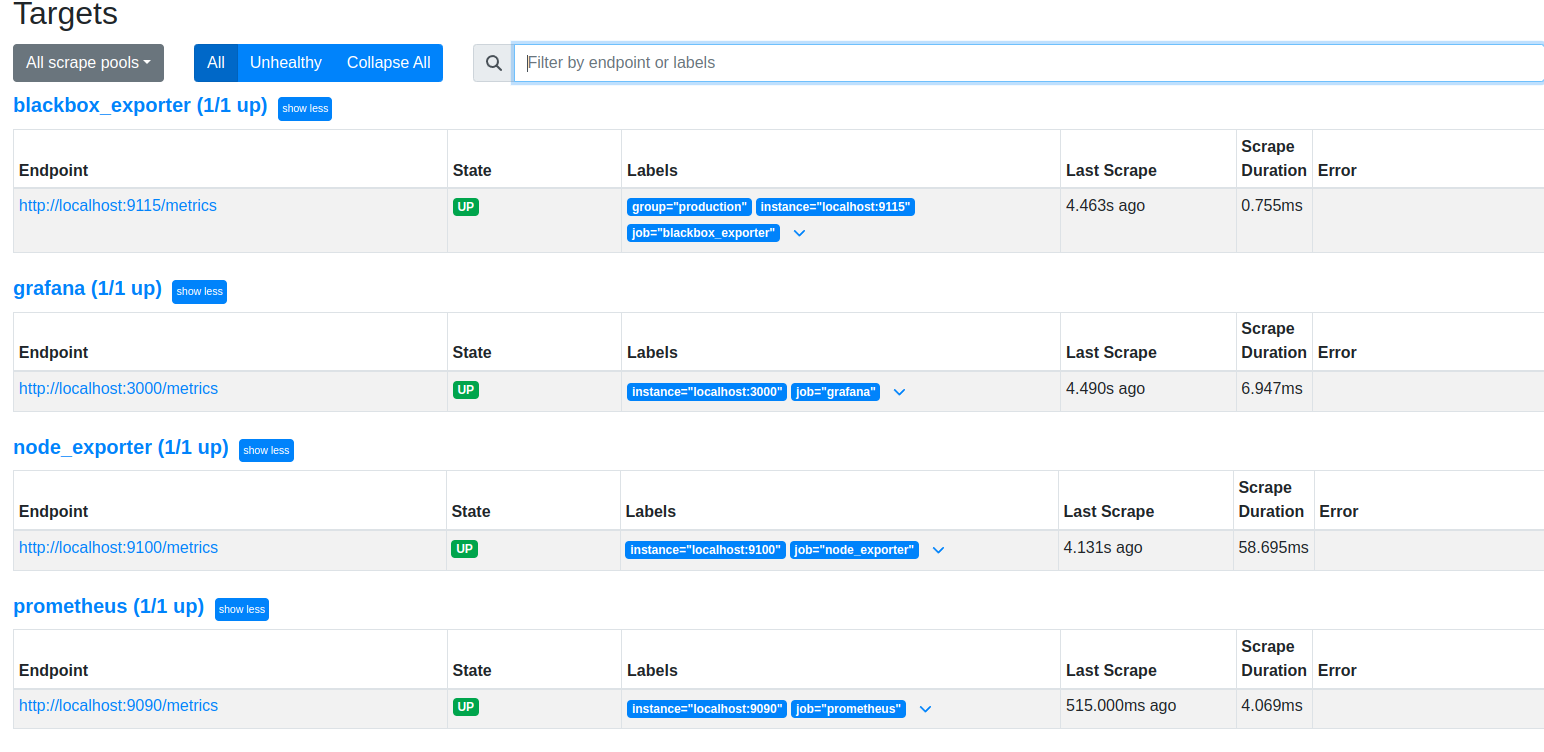 Targets
All scrape pools All Unhealthy Collapse All Filter by endpoint or labels
blackbox_exporter (1/1 up) show less
Endpoint State Labels Last Scrape Scrape Duration Error
http://localhost:9115/metrics UP group="production" instance="localhost:9115" 4.463s ago 0.755ms
job="blackbox_exporter"
grafana (1/1 up) show less
Endpoint State Labels Last Scrape Scrape Duration Error
http://localhost:3000/metrics UP instance="localhost:3000" job="grafana" 4.490s ago 6.947ms
node_exporter (1/1 up) show less
Endpoint State Labels Last Scrape Scrape Duration Error
http://localhost:9100/metrics UP instance="localhost:9100" job="node_exporter" 4.131s ago 58.695ms
prometheus (1/1 up) show less
Endpoint State Labels Last Scrape Scrape Duration Error
http://localhost:9090/metrics UP instance="localhost:9090" job="prometheus" 515.000ms ago 4.069ms